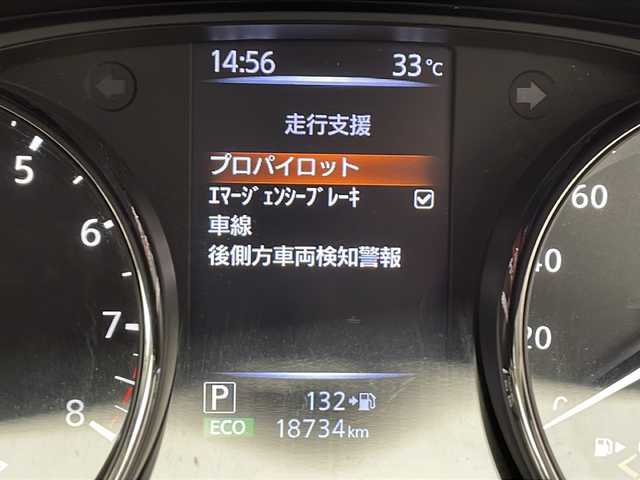 14:56 33℃
走行支援
プロパイロット
ｴﾏｰｼﾞｪﾝｼｰﾌﾞﾚｰｷ
車線
後側方車両検知警報
P 132
ECO 18734km
5
6
7
8
60
40
20
0